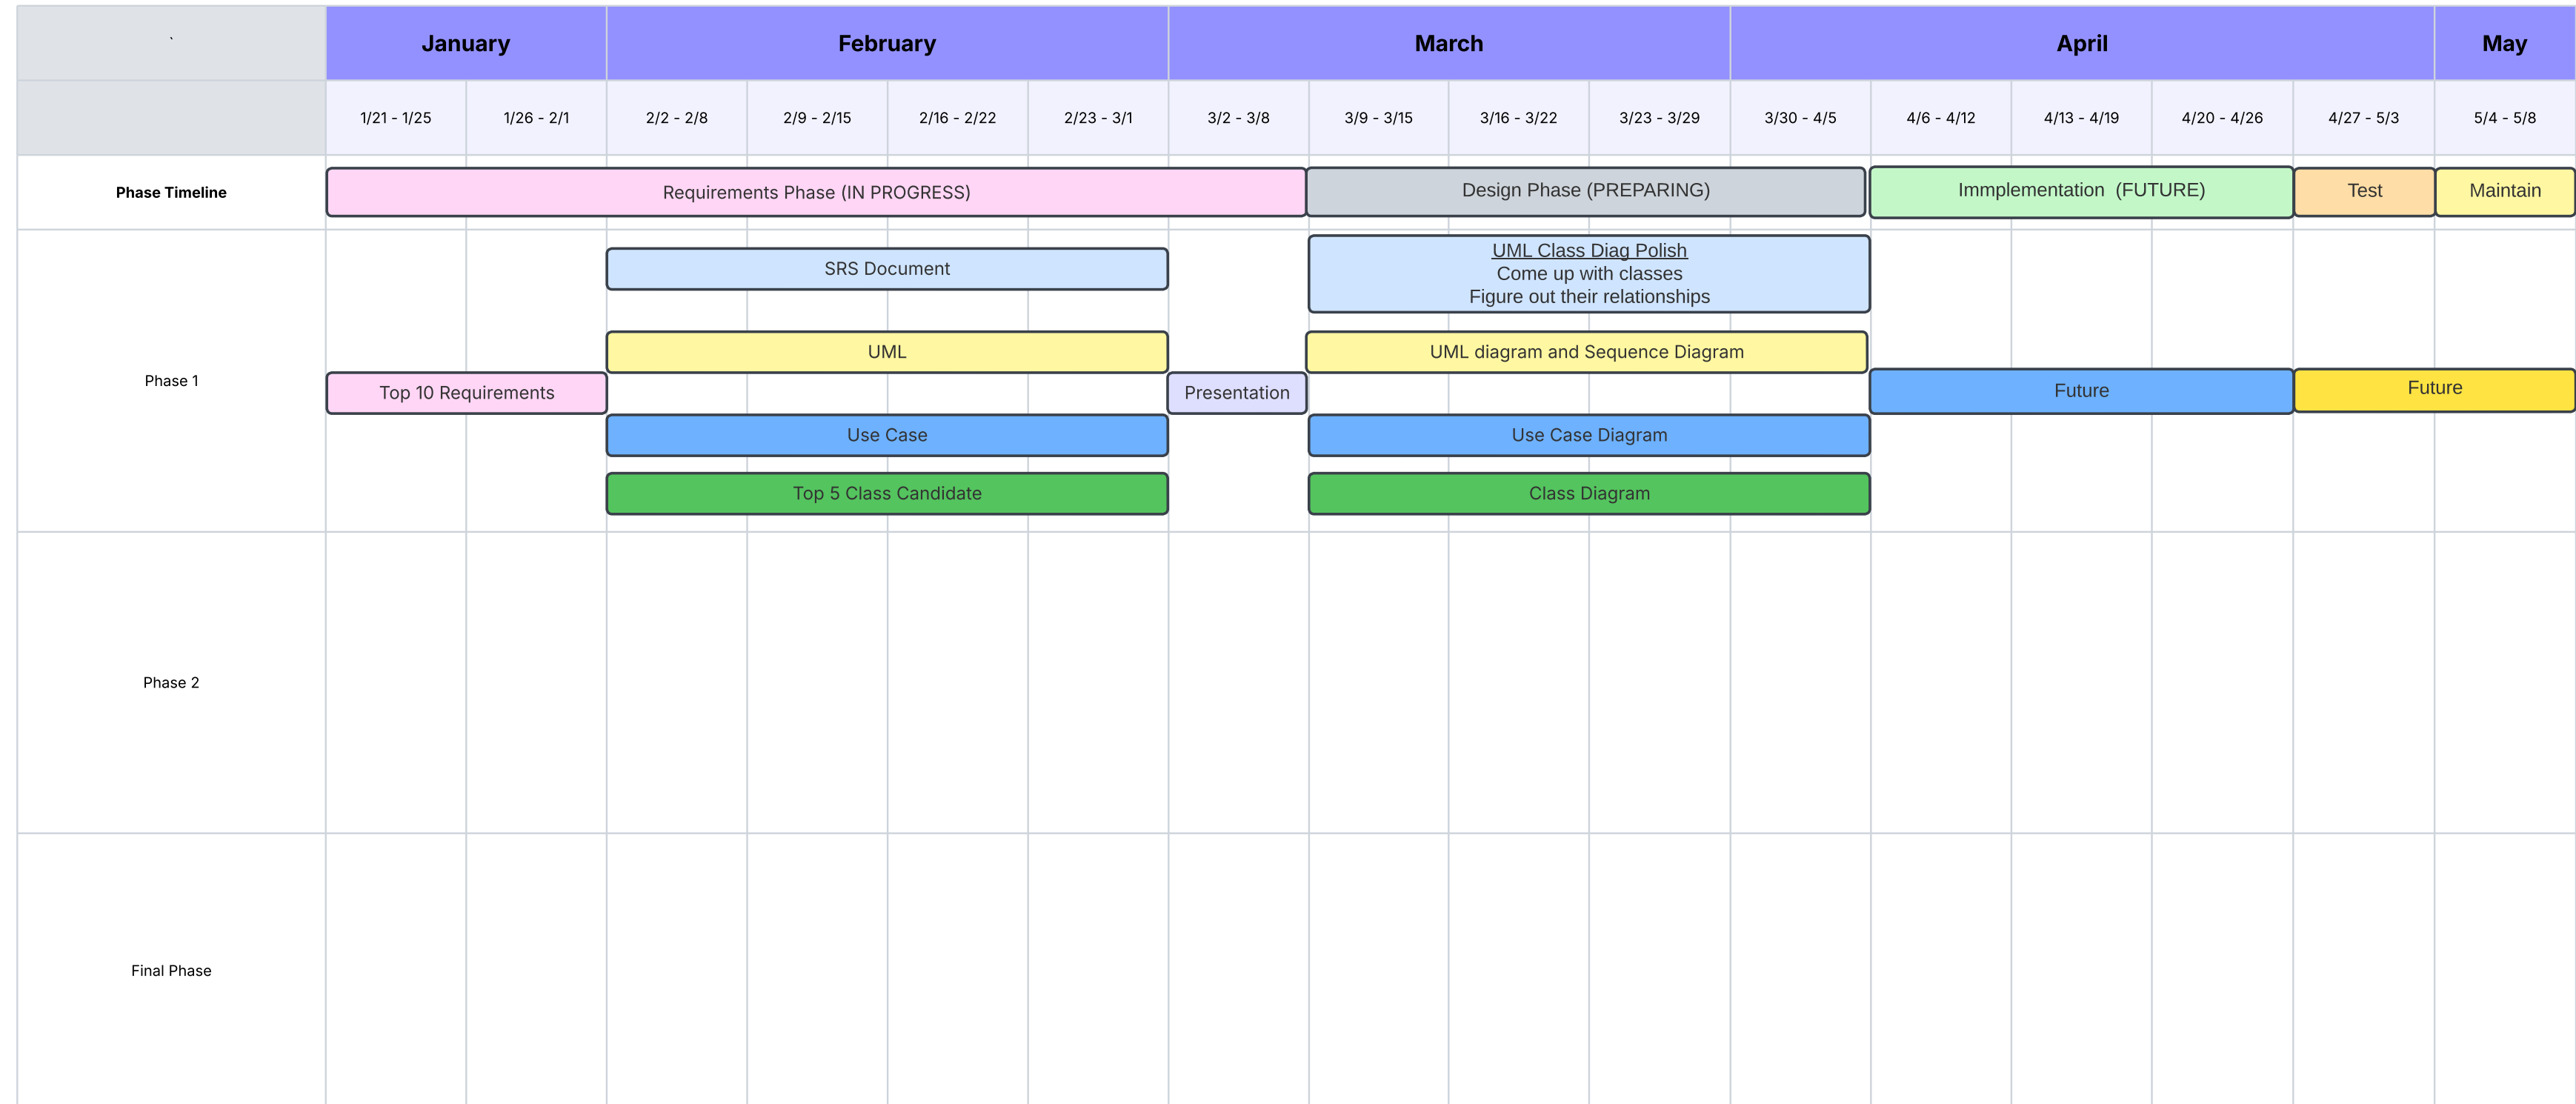 `
January
February
March
April
May
1/21 - 1/25
1/26 - 2/1
2/2 - 2/8
2/9 - 2/15
2/16 - 2/22
2/23 - 3/1
3/2 - 3/8
3/9 - 3/15
3/16 - 3/22
3/23 - 3/29
3/30 - 4/5
4/6 - 4/12
4/13 - 4/19
4/20 - 4/26
4/27 - 5/3
5/4 - 5/8
Phase Timeline
Requirements Phase (IN PROGRESS)
Design Phase (PREPARING)
Immplementation  (FUTURE)
Test
Maintain
Phase 1
SRS Document
UML Class Diag Polish
Come up with classes
Figure out their relationships
UML
UML diagram and Sequence Diagram
Top 10 Requirements
Presentation
Future
Future
Use Case
Use Case Diagram
Top 5 Class Candidate
Class Diagram
Phase 2
Final Phase